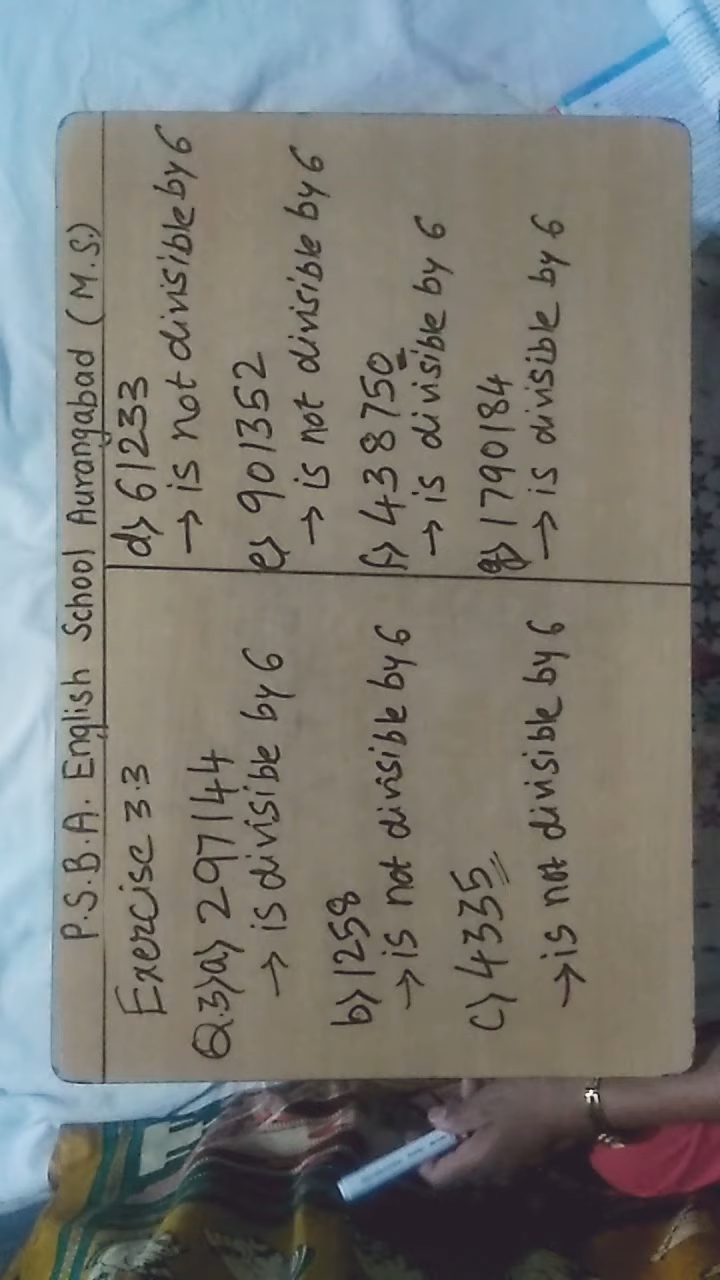 P.S.B.A. English School Aurangabad (M.S.)
Exercise 3.3
Q.3) a) 297144
→ is divisible by 6
b) 1258
→ is not divisible by 6
c) 4335
→ is not divisible by 6
d) 61233
→ is not divisible by 6
e) 901352
→ is not divisible by 6
f) 438750
→ is divisible by 6
g) 1790184
→ is divisible by 6